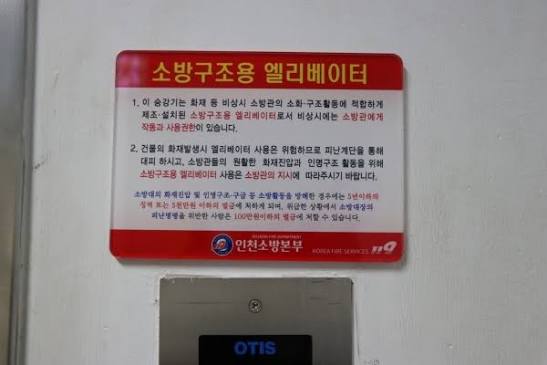 소방구조용 엘리베이터
1. 이 승강기는 화재 등 비상시 소방관의 소화·구조활동에 적합하게
제조·설치된 소방구조용 엘리베이터로서 비상시에는 소방관에게
작동과 사용권한이 있습니다.
2. 건물의 화재발생시 엘리베이터 사용은 위험하므로 피난계단을 통해
대피 하시고, 소방관들의 원활한 화재진압과 인명구조 활동을 위해
소방구조용 엘리베이터 사용은 소방관의 지시에 따라주시기 바랍니다.
소방대의 화재진압 및 인명구조·구급 등 소방활동을 방해한 경우에는 5년이하의
징역 또는 5천만원 이하의 벌금에 처하게 되며, 위급한 상황에서 소방대장의
피난명령을 위반한 사람은 100만원이하의 벌금에 처할 수 있습니다.
인천소방본부
KOREA FIRE SERVICES 119
OTIS